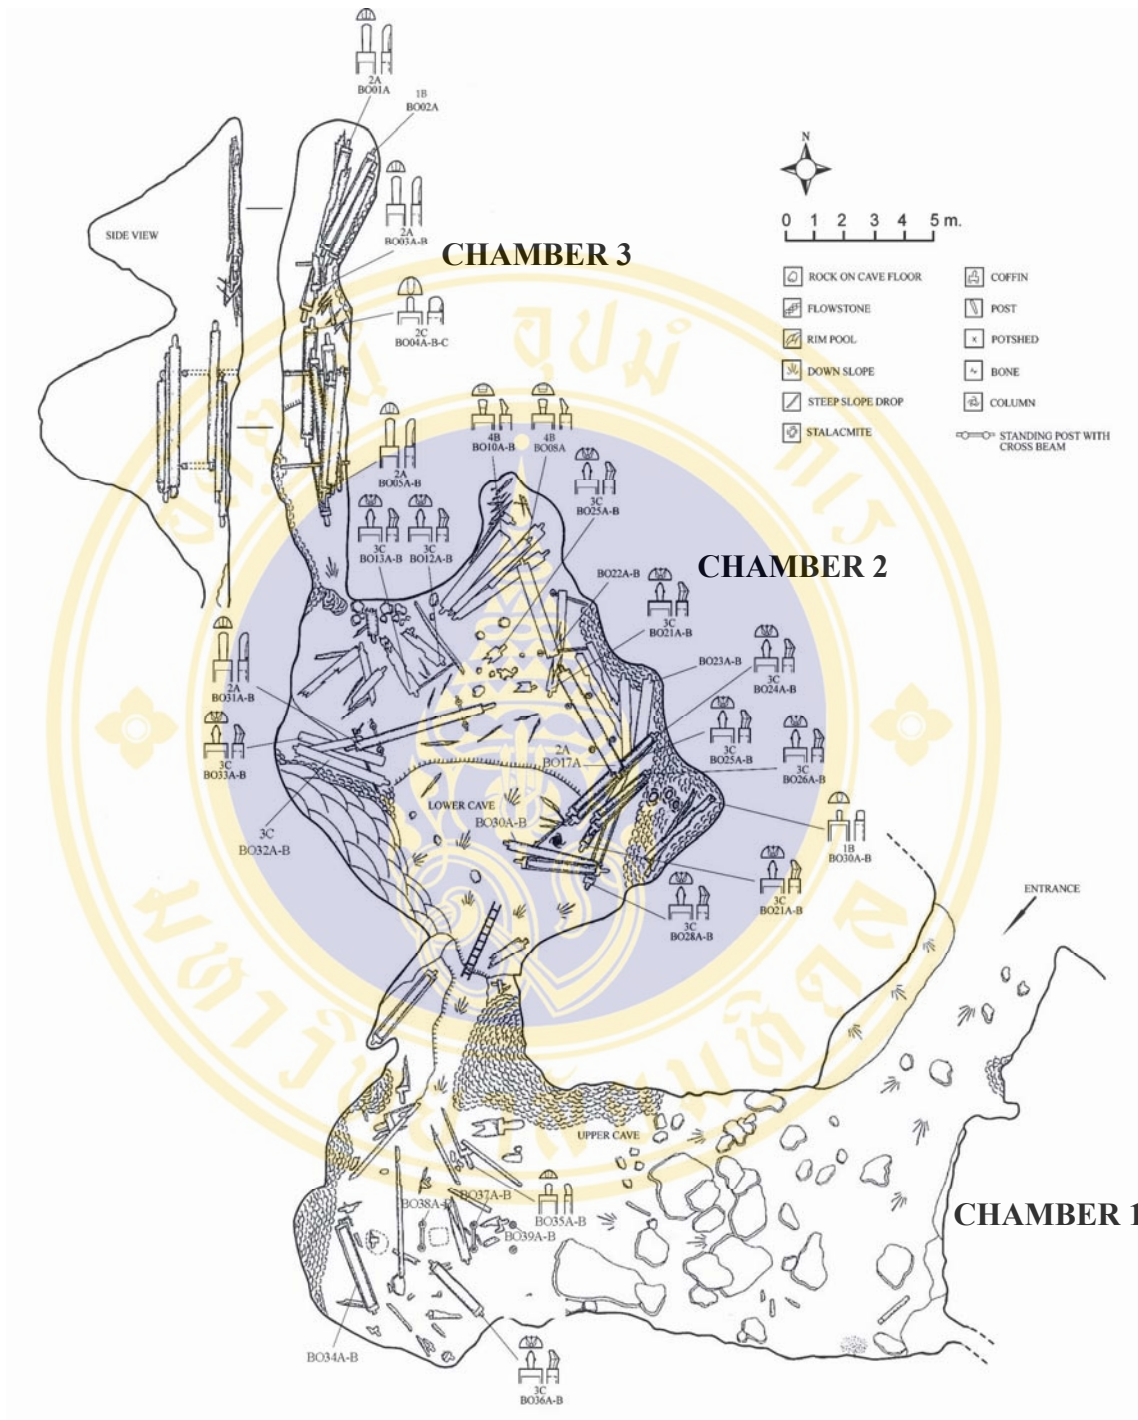 2A
BO01A
1B
BO02A
N
0 1 2 3 4 5 m.
SIDE VIEW
2A
BO03A-B
CHAMBER 3
ROCK ON CAVE FLOOR
COFFIN
FLOWSTONE
POST
RIM POOL
POTSHED
DOWN SLOPE
BONE
STEEP SLOPE DROP
COLUMN
STALACMITE
STANDING POST WITH
CROSS BEAM
2C
BO04A-B-C
4B
BO10A-B
4B
BO08A
2A
BO05A-B
3C
BO25A-B
3C
BO13A-B
3C
BO12A-B
CHAMBER 2
BO22A-B
3C
BO21A-B
BO23A-B
3C
BO24A-B
2A
BO31A-B
3C
BO33A-B
3C
BO25A-B
3C
BO26A-B
2A
BO17A
LOWER CAVE
BO30A-B
3C
BO32A-B
1B
BO30A-B
3C
BO21A-B
3C
BO28A-B
ENTRANCE
UPPER CAVE
BO37A-B
BO35A-B
BO39A-B
CHAMBER 1
BO34A-B
3C
BO36A-B